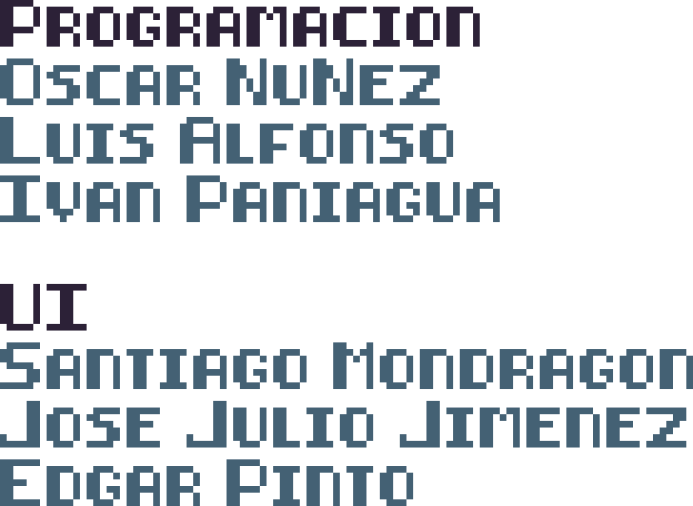 Programacion
Oscar NuNez
Luis Alfonso
Ivan Paniagua
UI
Santiago Mondragon
Jose Julio Jimenez
Edgar Pinto